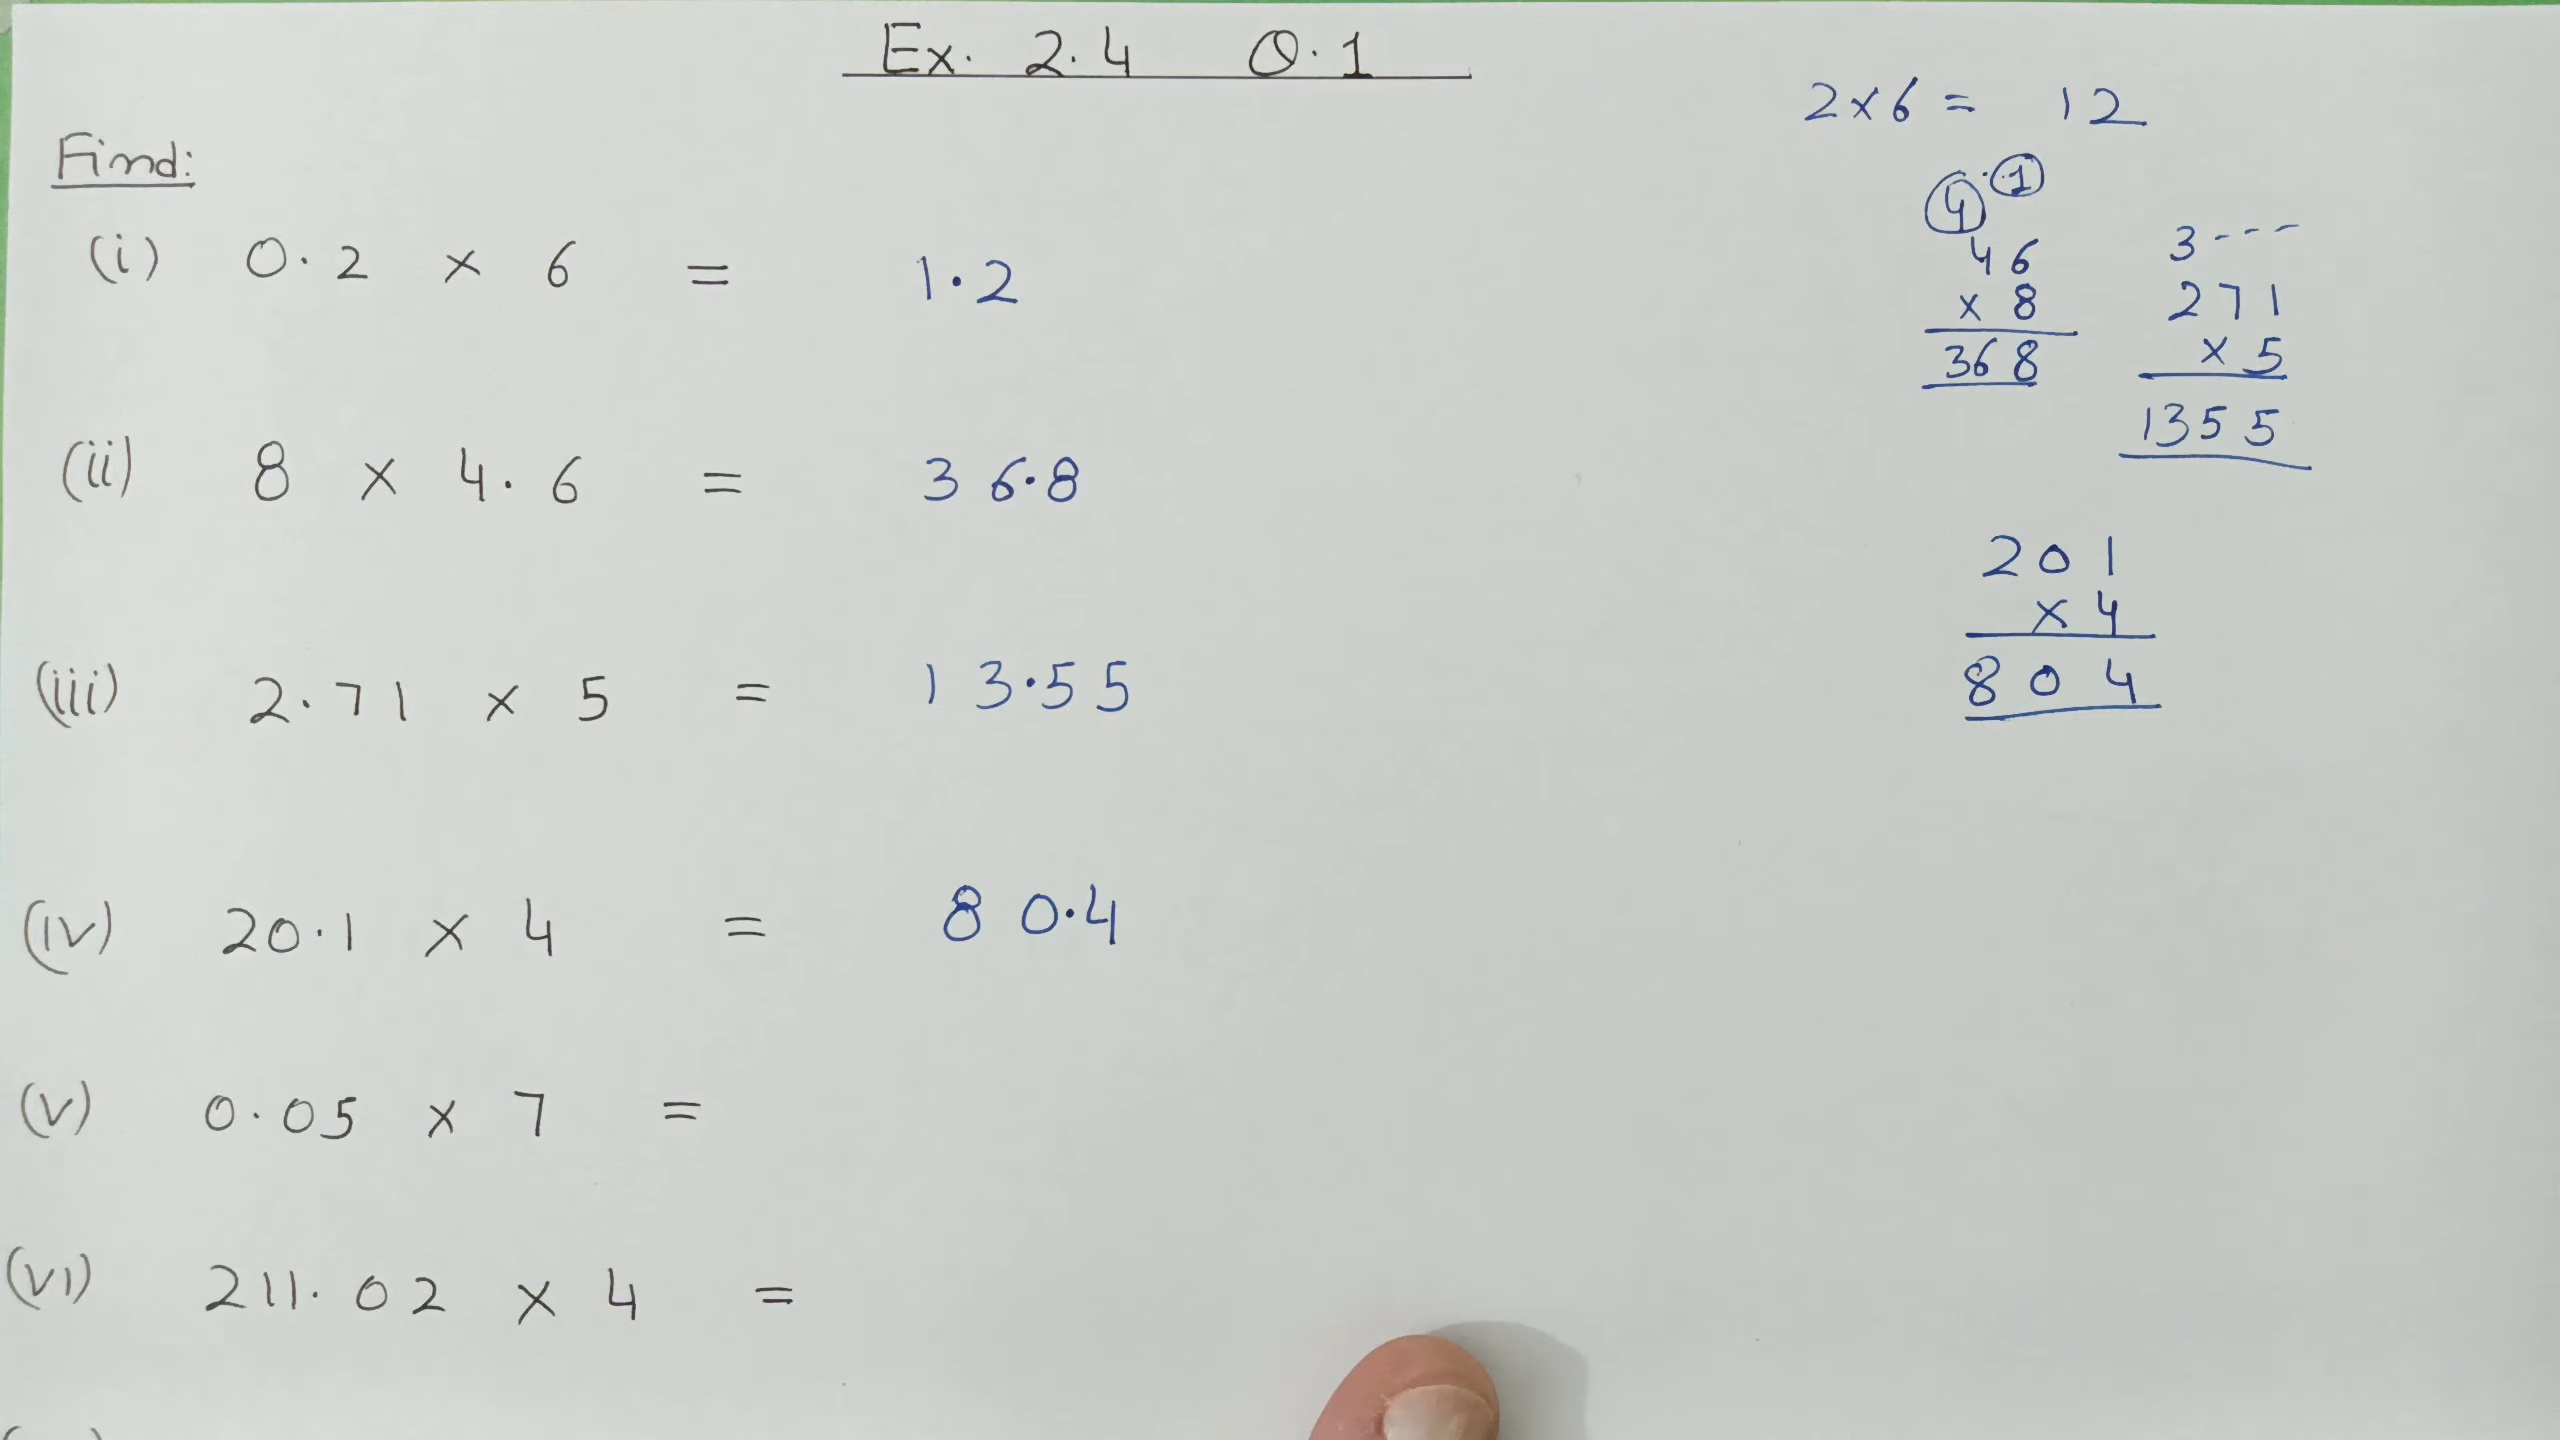 Ex. 2.4 Q.1
Find:
(i) 0.2 × 6 = 1.2
(ii) 8 × 4.6 = 36.8
(iii) 2.71 × 5 = 13.55
(iv) 20.1 × 4 = 80.4
(v) 0.05 × 7 =
(vi) 211.02 × 4 =
2×6 = 12
4 1
46
× 8
368
3
271
× 5
1355
201
× 4
804